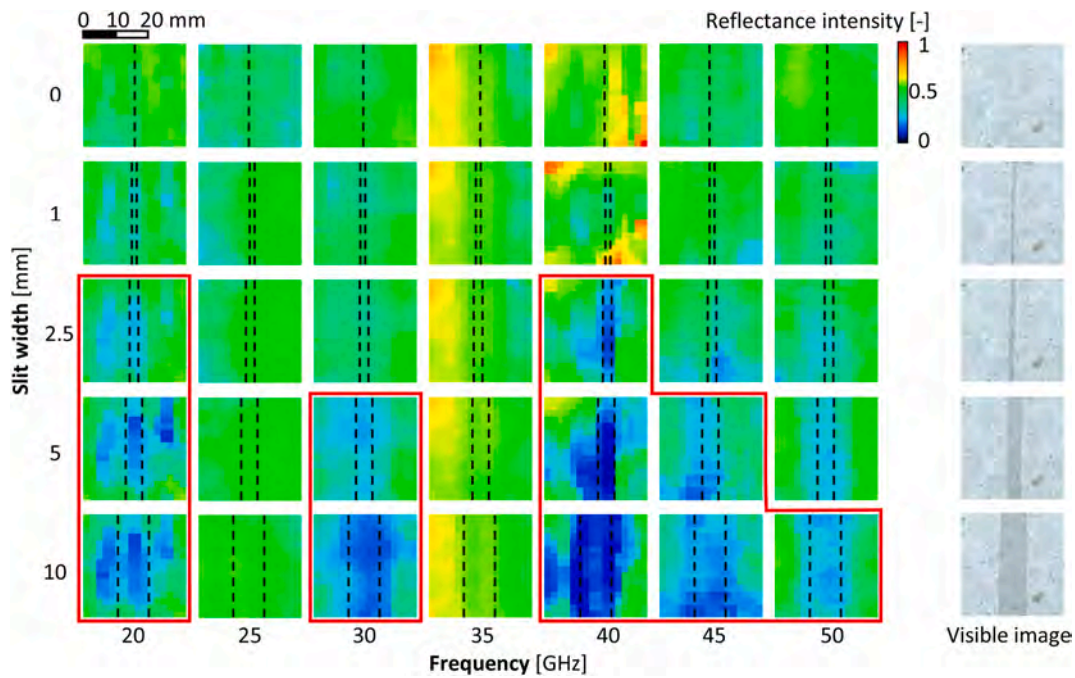 0 10 20 mm
Reflectance intensity [-]
1
0.5
0
Slit width [mm]
0
1
2.5
5
10
20 25 30 35 40 45 50
Visible image
Frequency [GHz]